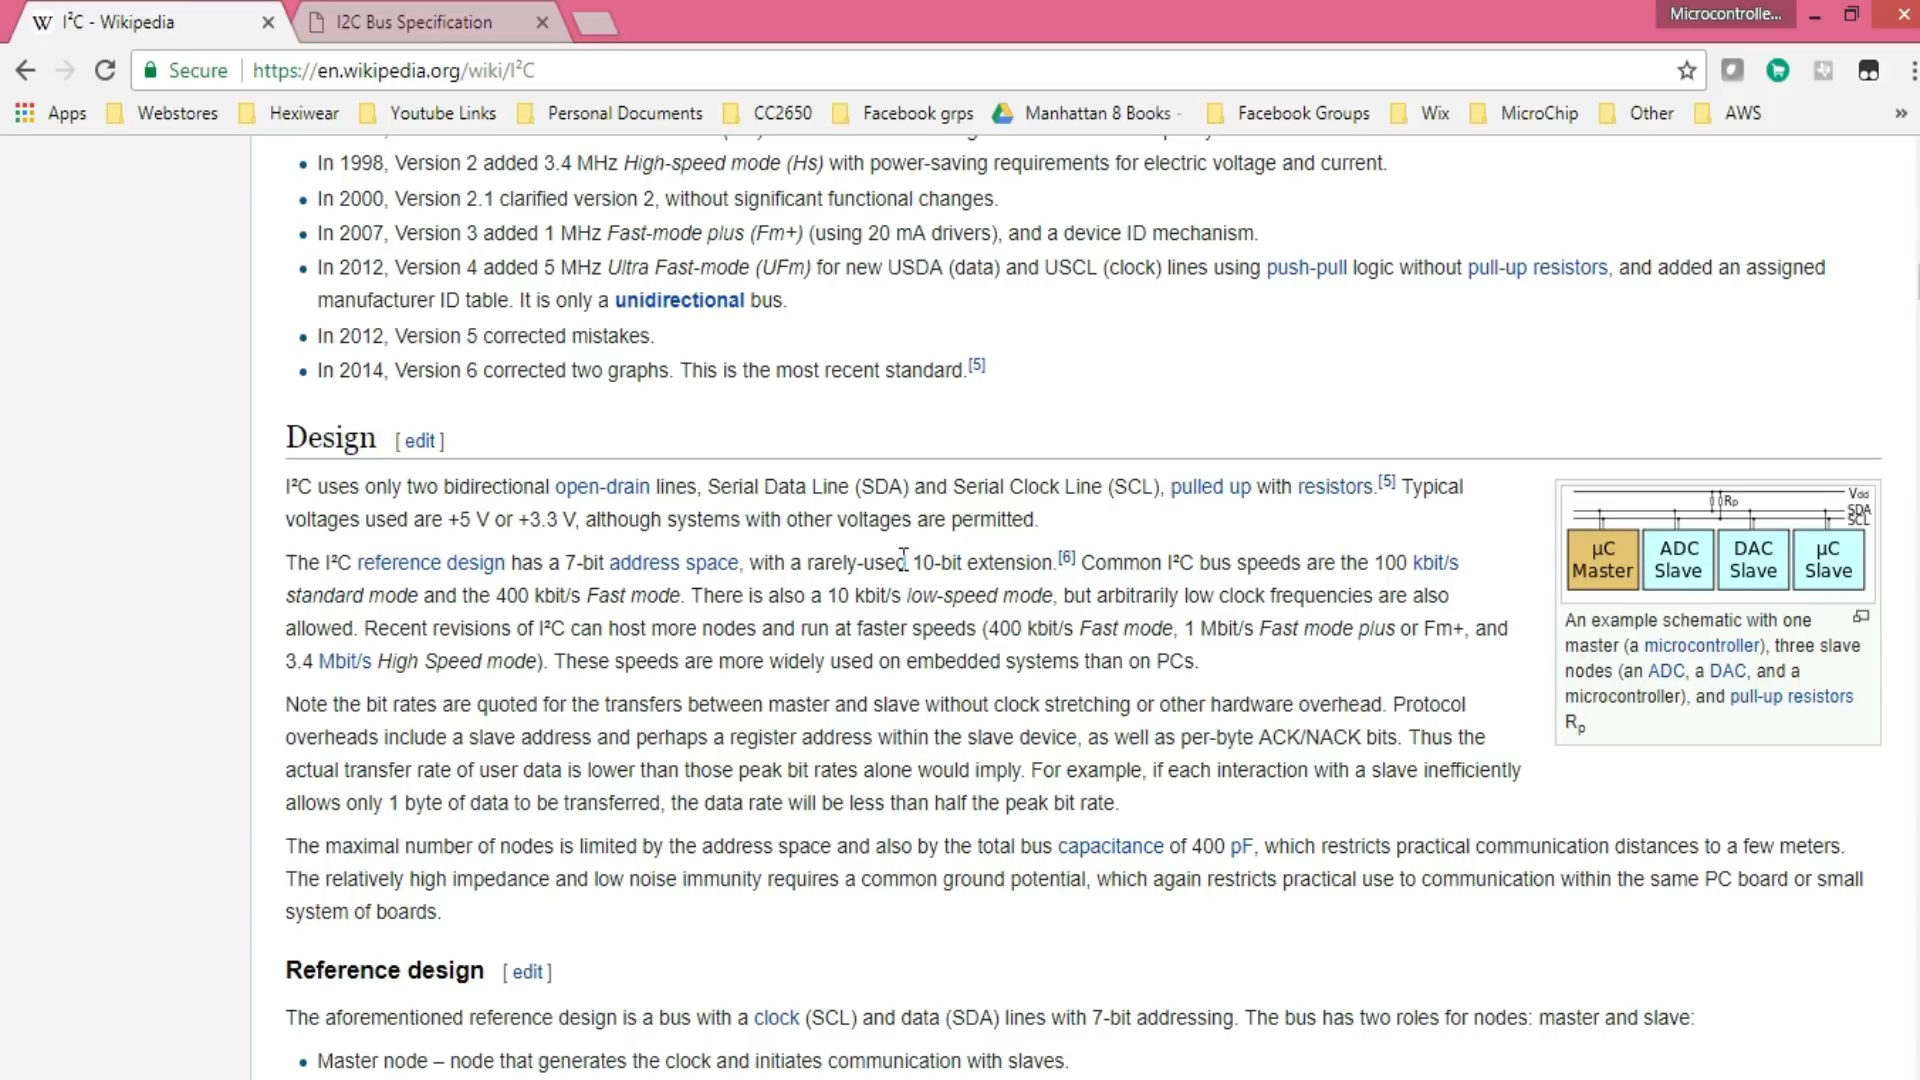 I²C - Wikipedia
I2C Bus Specification
Microcontrolle...
Secure
https://en.wikipedia.org/wiki/I²C
Apps
Webstores
Hexiwear
Youtube Links
Personal Documents
CC2650
Facebook grps
Manhattan 8 Books -
Facebook Groups
Wix
MicroChip
Other
AWS
»
• In 1998, Version 2 added 3.4 MHz High-speed mode (Hs) with power-saving requirements for electric voltage and current.
• In 2000, Version 2.1 clarified version 2, without significant functional changes.
• In 2007, Version 3 added 1 MHz Fast-mode plus (Fm+) (using 20 mA drivers), and a device ID mechanism.
• In 2012, Version 4 added 5 MHz Ultra Fast-mode (UFm) for new USDA (data) and USCL (clock) lines using push-pull logic without pull-up resistors, and added an assigned
manufacturer ID table. It is only a unidirectional bus.
• In 2012, Version 5 corrected mistakes.
• In 2014, Version 6 corrected two graphs. This is the most recent standard.[5]
Design [ edit ]
I²C uses only two bidirectional open-drain lines, Serial Data Line (SDA) and Serial Clock Line (SCL), pulled up with resistors.[5] Typical
voltages used are +5 V or +3.3 V, although systems with other voltages are permitted.
The I²C reference design has a 7-bit address space, with a rarely-used 10-bit extension.[6] Common I²C bus speeds are the 100 kbit/s
standard mode and the 400 kbit/s Fast mode. There is also a 10 kbit/s low-speed mode, but arbitrarily low clock frequencies are also
allowed. Recent revisions of I²C can host more nodes and run at faster speeds (400 kbit/s Fast mode, 1 Mbit/s Fast mode plus or Fm+, and
3.4 Mbit/s High Speed mode). These speeds are more widely used on embedded systems than on PCs.
Note the bit rates are quoted for the transfers between master and slave without clock stretching or other hardware overhead. Protocol
overheads include a slave address and perhaps a register address within the slave device, as well as per-byte ACK/NACK bits. Thus the
actual transfer rate of user data is lower than those peak bit rates alone would imply. For example, if each interaction with a slave inefficiently
allows only 1 byte of data to be transferred, the data rate will be less than half the peak bit rate.
Vdd
Rp
SDA
SCL
µC Master
ADC Slave
DAC Slave
µC Slave
An example schematic with one
master (a microcontroller), three slave
nodes (an ADC, a DAC, and a
microcontroller), and pull-up resistors
Rp
The maximal number of nodes is limited by the address space and also by the total bus capacitance of 400 pF, which restricts practical communication distances to a few meters.
The relatively high impedance and low noise immunity requires a common ground potential, which again restricts practical use to communication within the same PC board or small
system of boards.
Reference design [ edit ]
The aforementioned reference design is a bus with a clock (SCL) and data (SDA) lines with 7-bit addressing. The bus has two roles for nodes: master and slave:
• Master node – node that generates the clock and initiates communication with slaves.